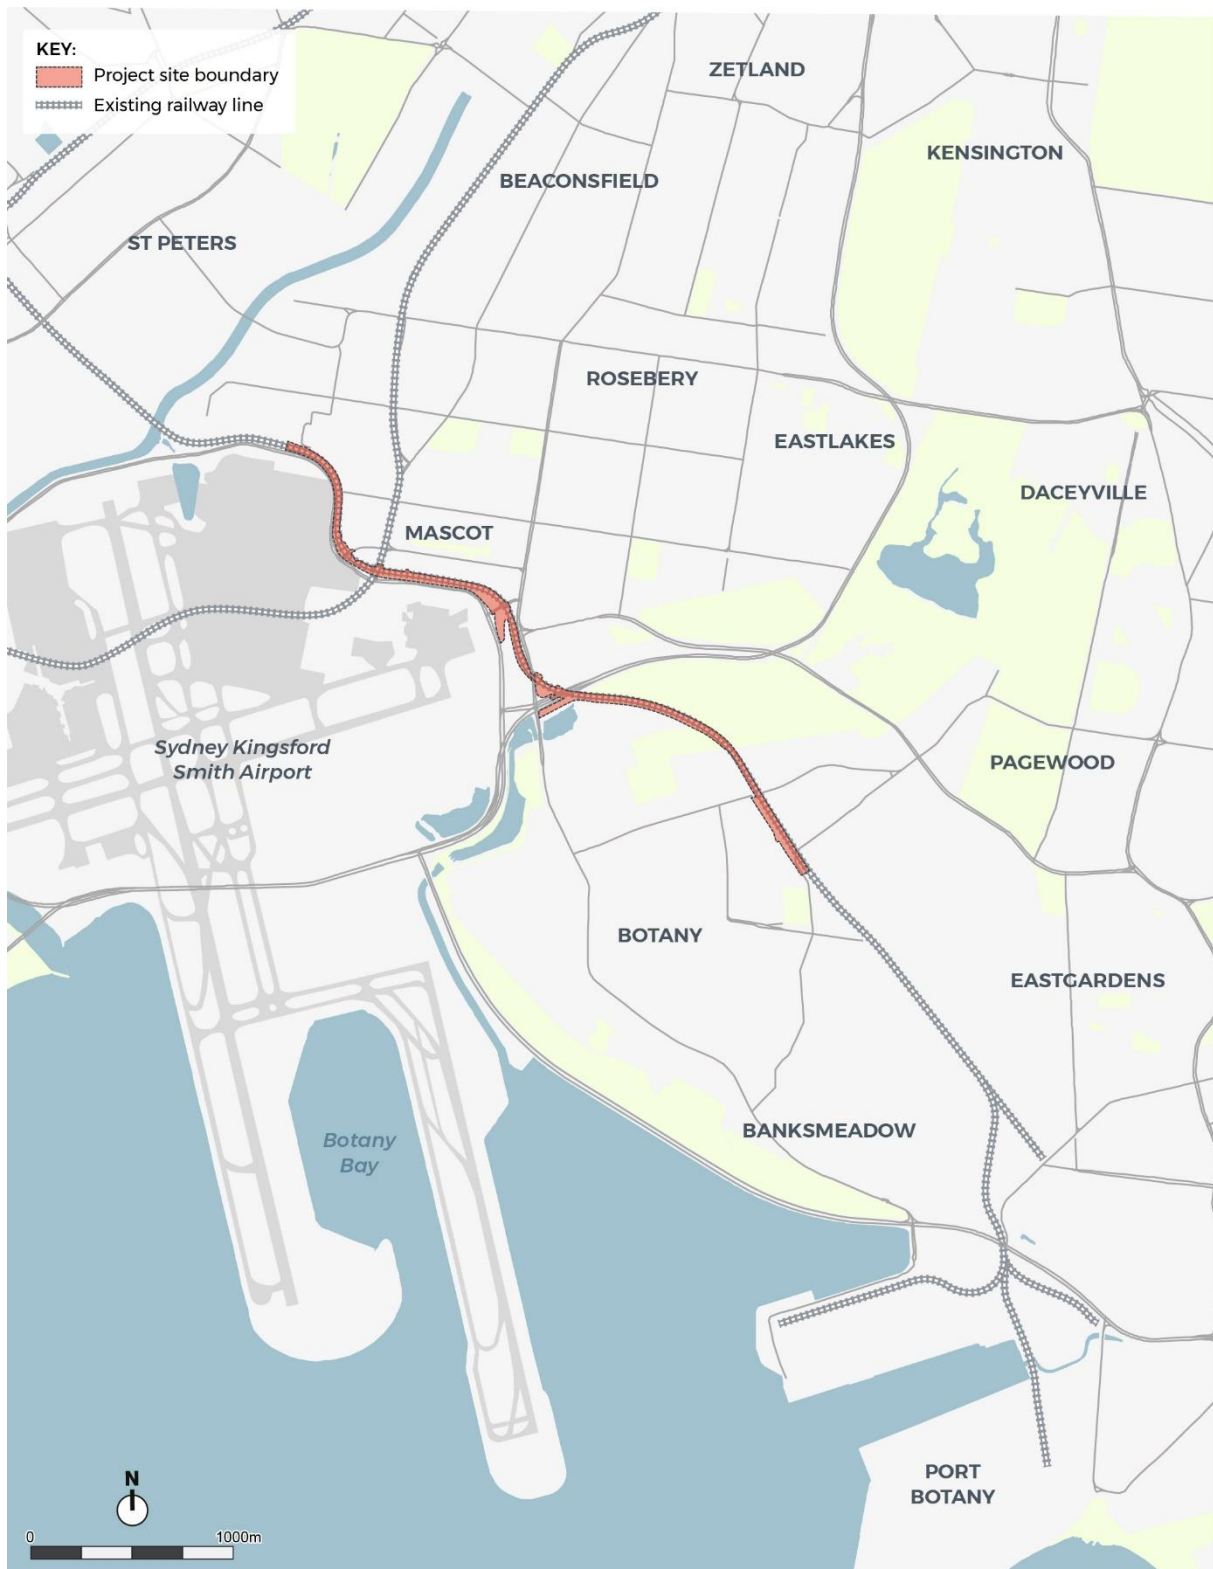 KEY:
Project site boundary
Existing railway line
ZETLAND
KENSINGTON
BEACONSFIELD
ST PETERS
ROSEBERY
EASTLAKES
DACEYVILLE
MASCOT
Sydney Kingsford
Smith Airport
PAGEWOOD
BOTANY
EASTGARDENS
Botany
Bay
BANKSMEADOW
PORT
BOTANY
N
0 1000m